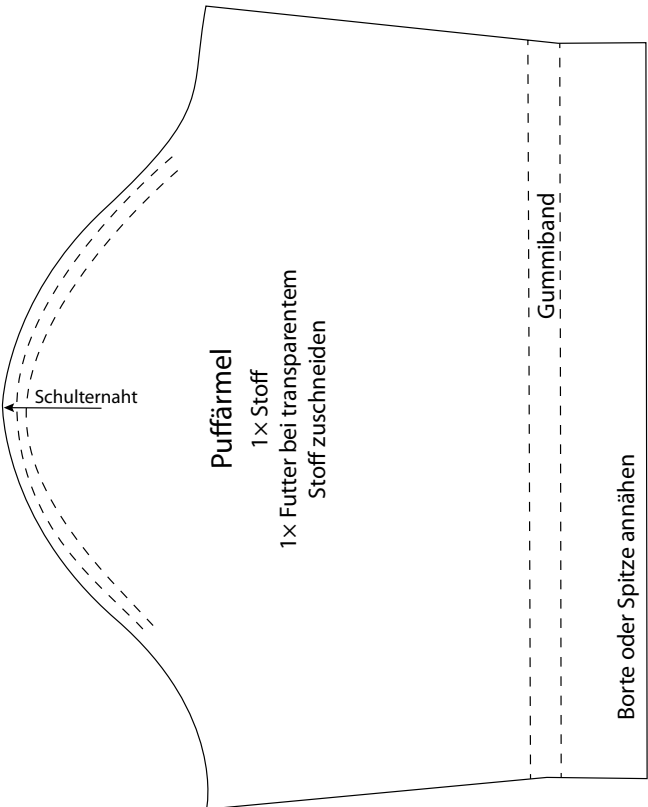 Schulternaht
Puffärmel
1× Stoff
1× Futter bei transparentem
Stoff zuschneiden
Gummiband
Borte oder Spitze annähen